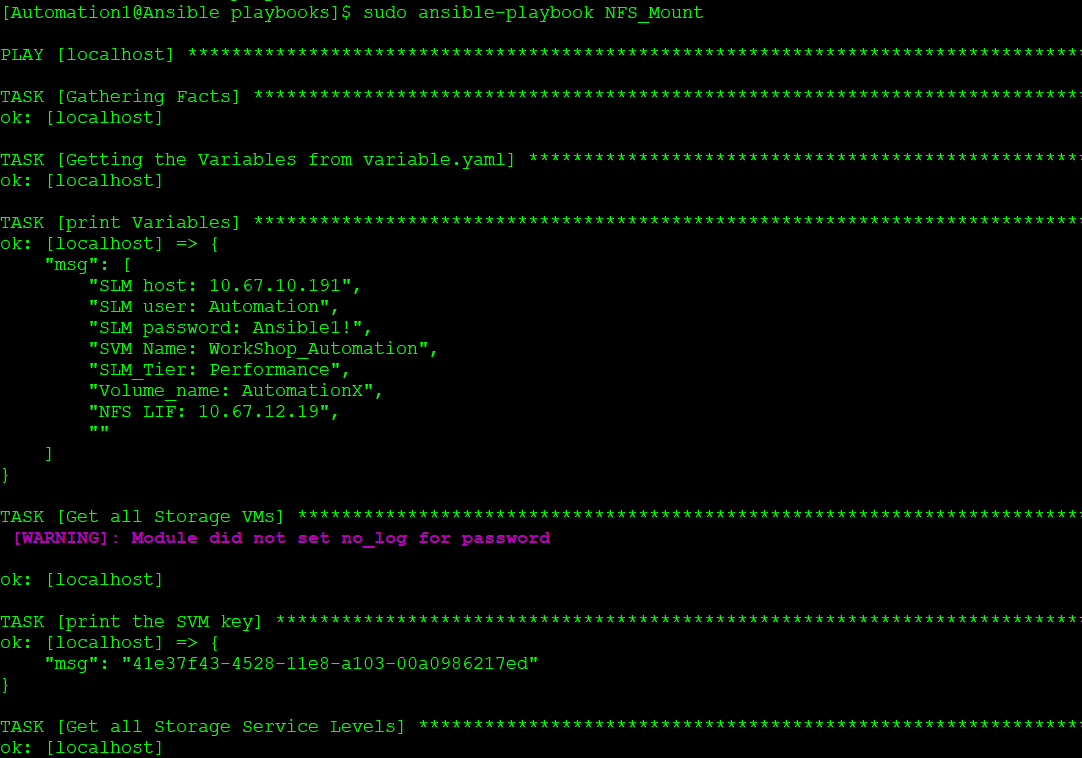 [Automation1@Ansible playbooks]$ sudo ansible-playbook NFS_Mount
PLAY [localhost] *********************************************************************************
TASK [Gathering Facts] ***************************************************************************
ok: [localhost]
TASK [Getting the Variables from variable.yaml] **************************************************
ok: [localhost]
TASK [print Variables] ***************************************************************************
ok: [localhost] => {
    "msg": [
        "SLM host: 10.67.10.191",
        "SLM user: Automation",
        "SLM password: Ansible1!",
        "SVM Name: WorkShop_Automation",
        "SLM_Tier: Performance",
        "Volume_name: AutomationX",
        "NFS LIF: 10.67.12.19",
        ""
    ]
}
TASK [Get all Storage VMs] ***********************************************************************
 [WARNING]: Module did not set no_log for password
ok: [localhost]
TASK [print the SVM key] *************************************************************************
ok: [localhost] => {
    "msg": "41e37f43-4528-11e8-a103-00a0986217ed"
}
TASK [Get all Storage Service Levels] ************************************************************
ok: [localhost]